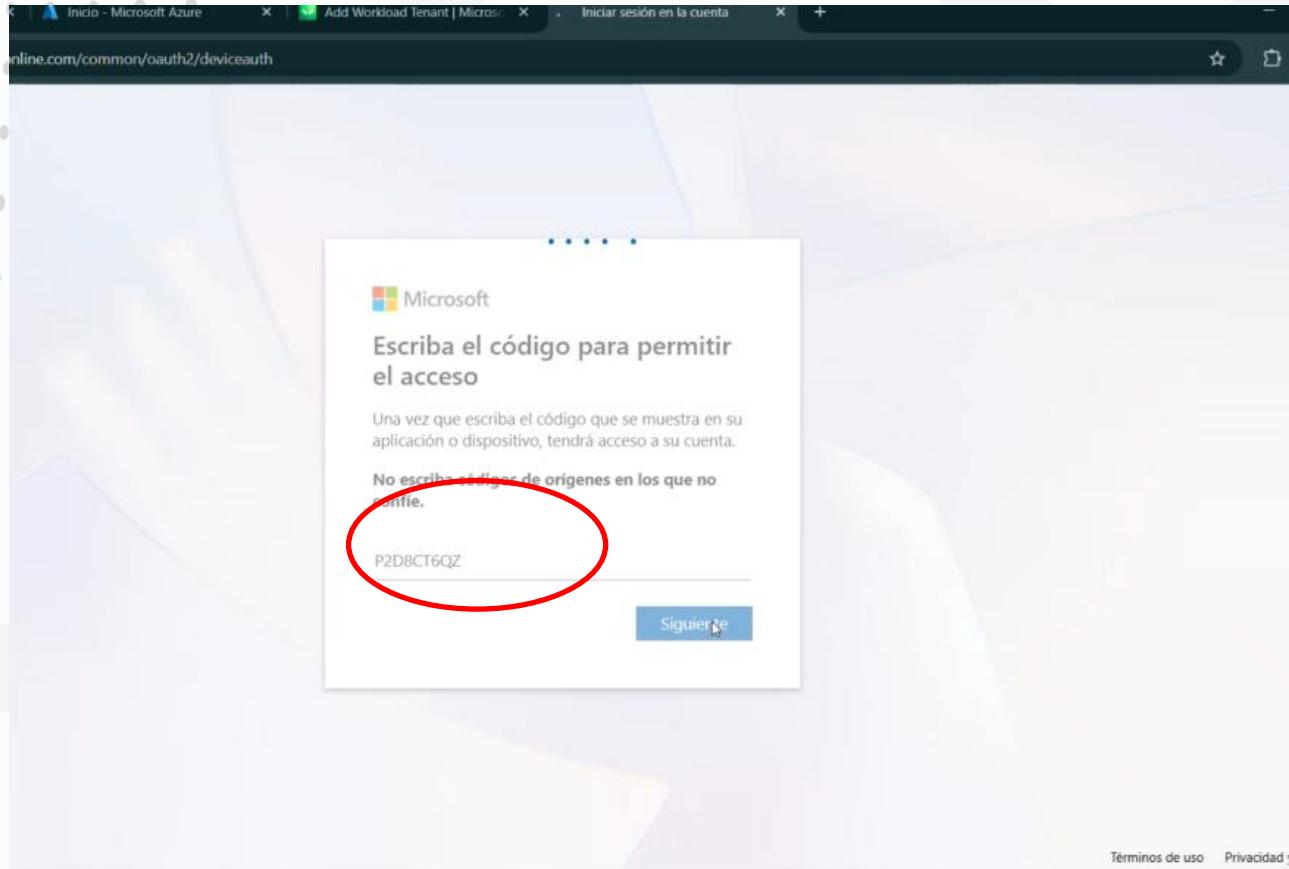 Inicio - Microsoft Azure
Add Workload Tenant | Micros
Iniciar sesión en la cuenta
nline.com/common/oauth2/deviceauth
Microsoft
Escriba el código para permitir
el acceso
Una vez que escriba el código que se muestra en su
aplicación o dispositivo, tendrá acceso a su cuenta.
No escriba códigos de orígenes en los que no
confíe.
P2D8CT6QZ
Siguiente
Términos de uso
Privacidad y